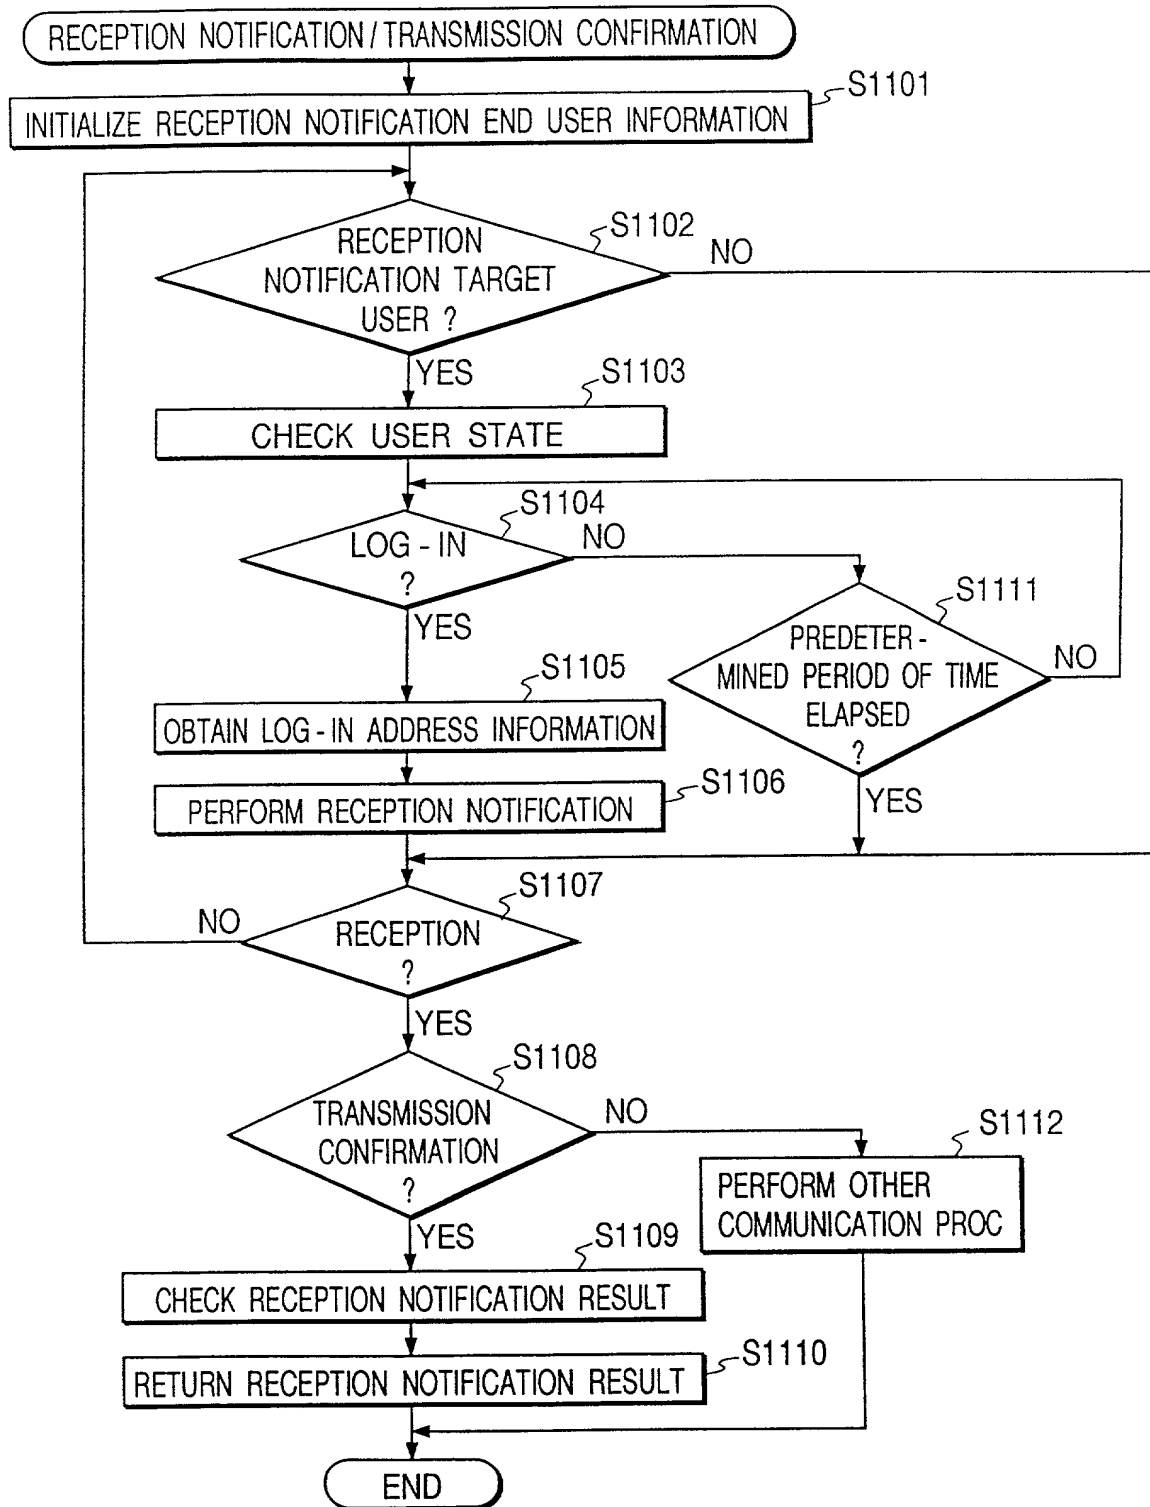 RECEPTION NOTIFICATION / TRANSMISSION CONFIRMATION
S1101
INITIALIZE RECEPTION NOTIFICATION END USER INFORMATION
S1102
RECEPTION
NOTIFICATION TARGET
USER ?
NO
YES
S1103
CHECK USER STATE
S1104
LOG - IN
?
NO
YES
S1111
PREDETER -
MINED PERIOD OF TIME
ELAPSED
?
NO
YES
S1105
OBTAIN LOG - IN ADDRESS INFORMATION
S1106
PERFORM RECEPTION NOTIFICATION
S1107
RECEPTION
?
NO
YES
S1108
TRANSMISSION
CONFIRMATION
?
NO
YES
S1112
PERFORM OTHER
COMMUNICATION PROC
S1109
CHECK RECEPTION NOTIFICATION RESULT
S1110
RETURN RECEPTION NOTIFICATION RESULT
END